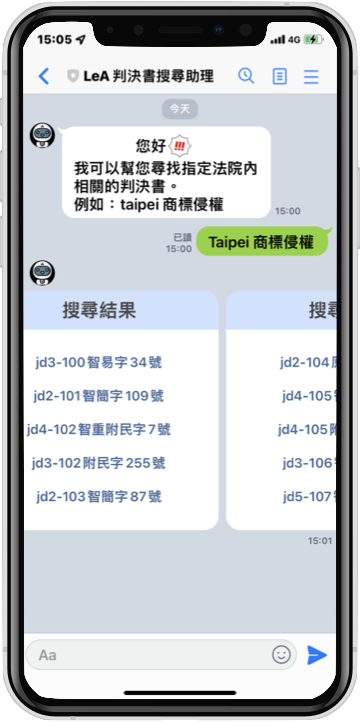 15:05
4G
LeA 判決書搜尋助理
今天
您好!!!
我可以幫您尋找指定法院內
相關的判決書。
例如：taipei 商標侵權
15:00
已讀
15:00
Taipei 商標侵權
搜尋結果
jd3-100智易字34號
jd2-101智簡字109號
jd4-102智重附民字7號
jd3-102附民字255號
jd2-103智簡字87號
搜尋
jd2-104
jd4-105
jd4-105
jd3-106
jd5-107
15:01
Aa